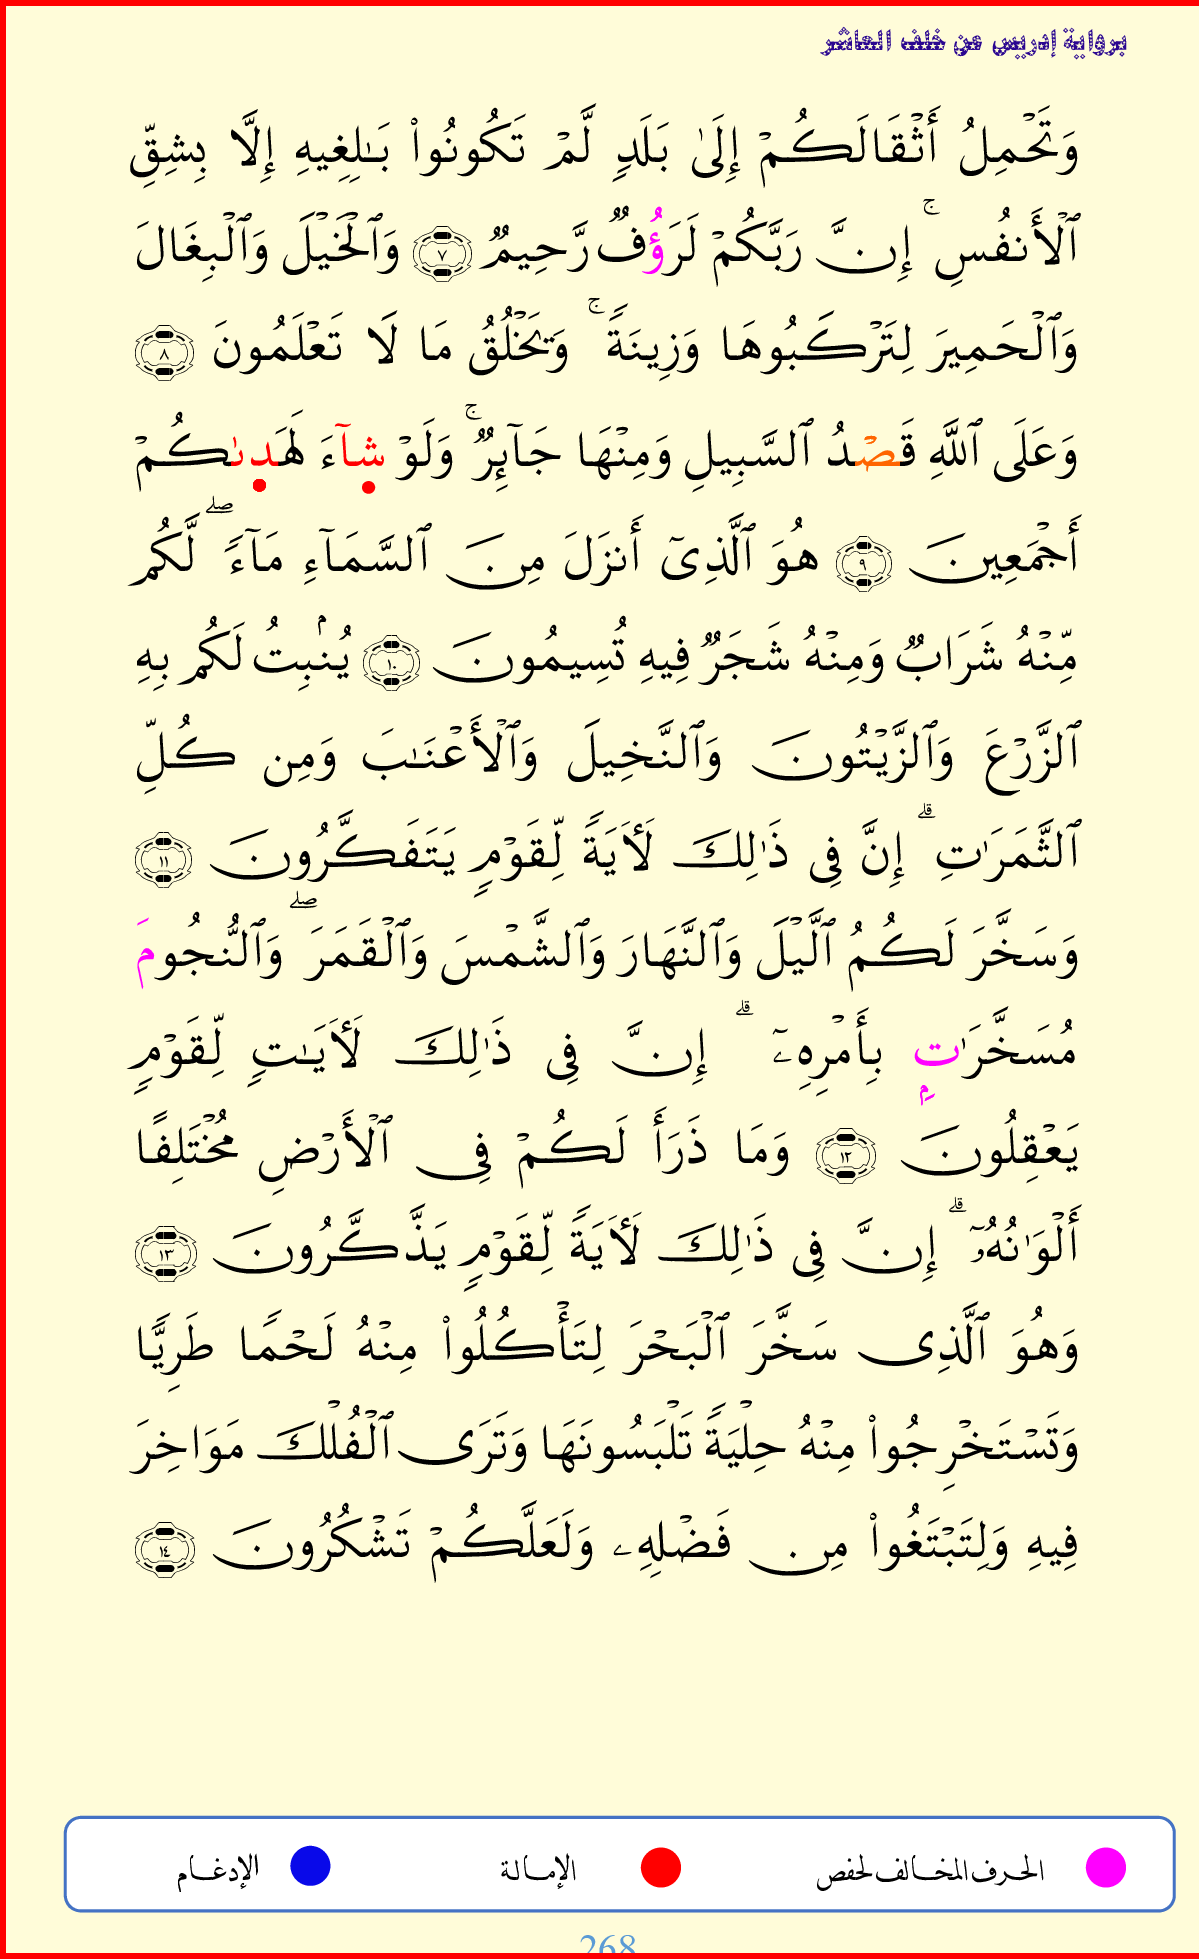 برواية إدريس عن خلف العاشر
وَتَحْمِلُ أَثْقَالَكُمْ إِلَىٰ بَلَدٍ لَّمْ تَكُونُوا۟ بَـٰلِغِيهِ إِلَّا بِشِقِّ
ٱلْأَنفُسِ ۚ إِنَّ رَبَّكُمْ لَرَؤُفٌ رَّحِيمٌ ٧ وَٱلْخَيْلَ وَٱلْبِغَالَ
وَٱلْحَمِيرَ لِتَرْكَبُوهَا وَزِينَةً ۚ وَيَخْلُقُ مَا لَا تَعْلَمُونَ ٨
وَعَلَى ٱللَّهِ قَصْدُ ٱلسَّبِيلِ وَمِنْهَا جَآئِرٌ ۚ وَلَوْ شَآءَ لَهَدٜىٰكُمْ
أَجْمَعِينَ ٩ هُوَ ٱلَّذِىٓ أَنزَلَ مِنَ ٱلسَّمَآءِ مَآءً ۖ لَّكُم
مِّنْهُ شَرَابٌ وَمِنْهُ شَجَرٌ فِيهِ تُسِيمُونَ ١٠ يُنۢبِتُ لَكُم بِهِ
ٱلزَّرْعَ وَٱلزَّيْتُونَ وَٱلنَّخِيلَ وَٱلْأَعْنَـٰبَ وَمِن كُلِّ
ٱلثَّمَرَٰتِ ۗ إِنَّ فِى ذَٰلِكَ لَـَٔايَةً لِّقَوْمٍ يَتَفَكَّرُونَ ١١
وَسَخَّرَ لَكُمُ ٱلَّيْلَ وَٱلنَّهَارَ وَٱلشَّمْسَ وَٱلْقَمَرَ ۖ وَٱلنُّجُومَ
مُسَخَّرَٰتٍۭ بِأَمْرِهِۦٓ ۗ إِنَّ فِى ذَٰلِكَ لَـَٔايَـٰتٍ لِّقَوْمٍ
يَعْقِلُونَ ١٢ وَمَا ذَرَأَ لَكُمْ فِى ٱلْأَرْضِ مُخْتَلِفًا
أَلْوَٰنُهُۥٓ ۗ إِنَّ فِى ذَٰلِكَ لَـَٔايَةً لِّقَوْمٍ يَذَّكَّرُونَ ١٣
وَهُوَ ٱلَّذِى سَخَّرَ ٱلْبَحْرَ لِتَأْكُلُوا۟ مِنْهُ لَحْمًا طَرِيًّا
وَتَسْتَخْرِجُوا۟ مِنْهُ حِلْيَةً تَلْبَسُونَهَا وَتَرَى ٱلْفُلْكَ مَوَاخِرَ
فِيهِ وَلِتَبْتَغُوا۟ مِن فَضْلِهِۦ وَلَعَلَّكُمْ تَشْكُرُونَ ١٤
الحرف المخالف لحفص الإمالة الإدغام
268